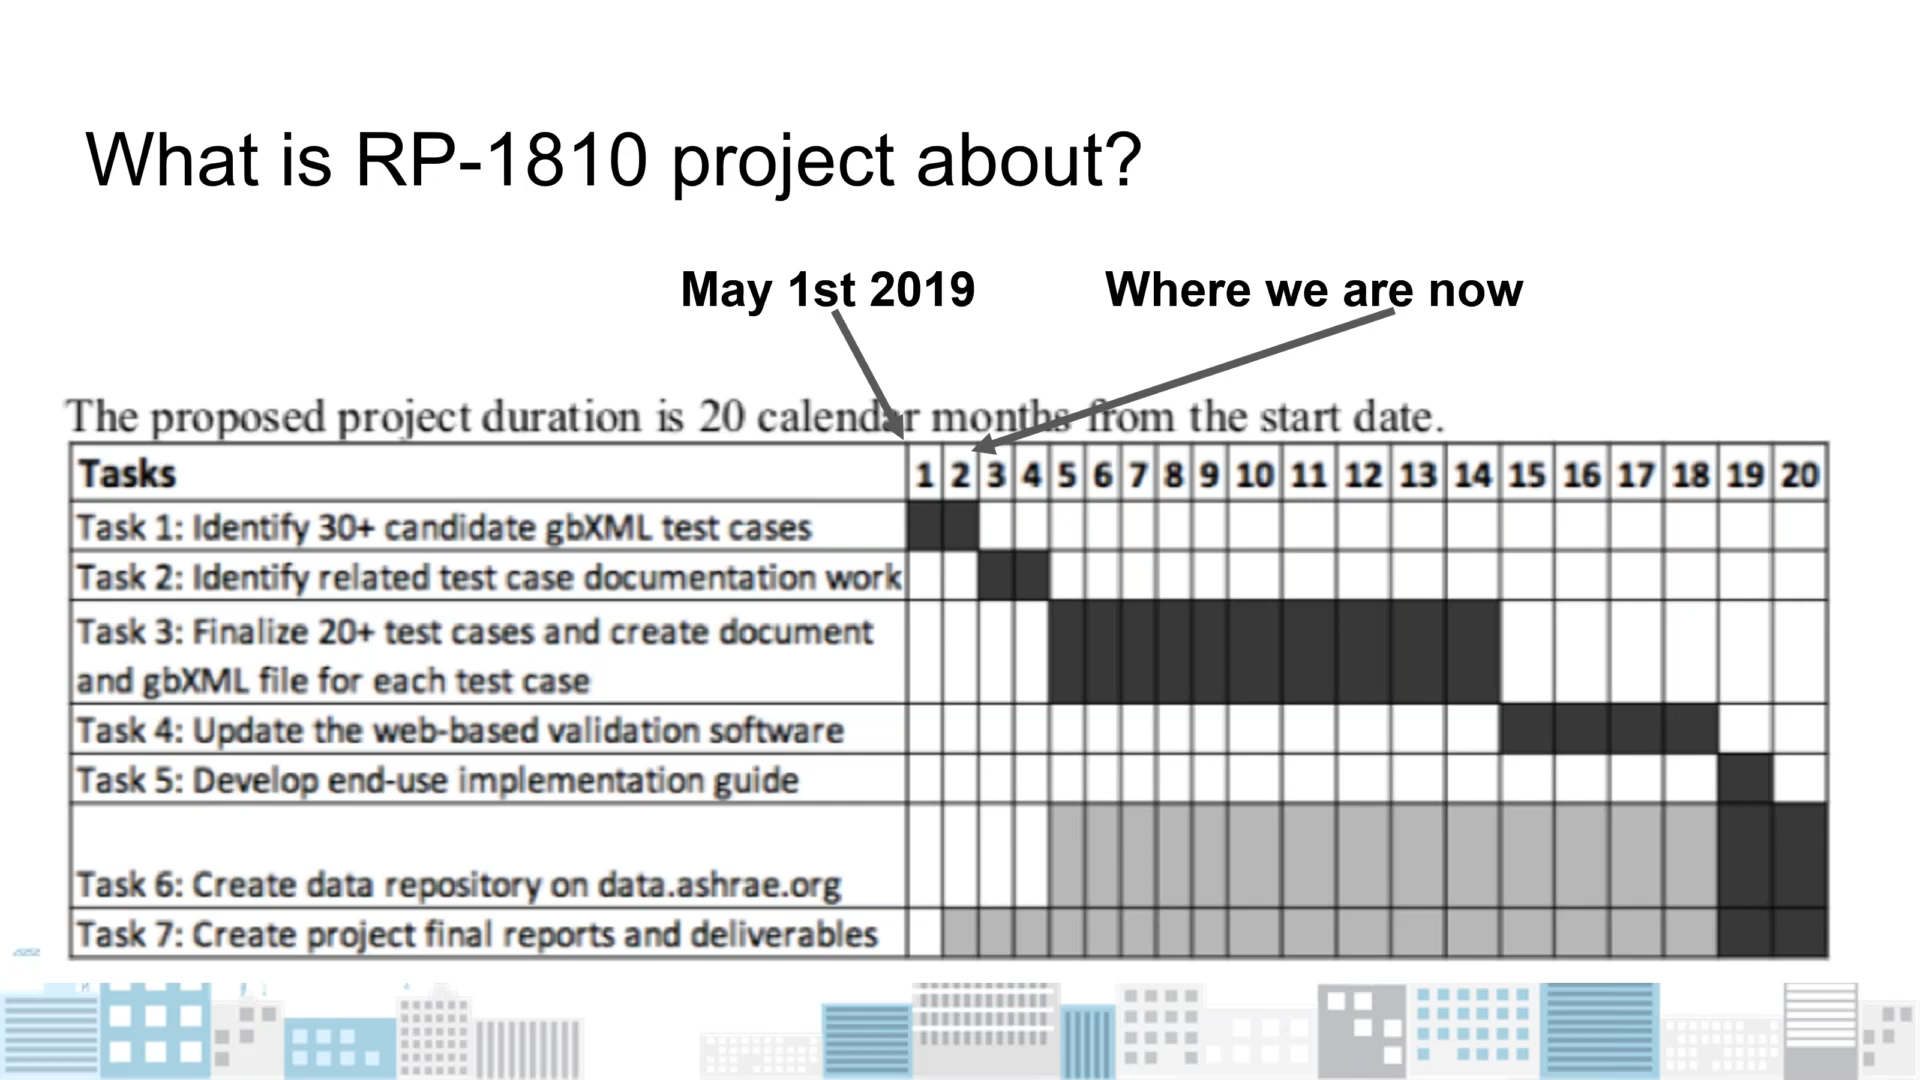 What is RP-1810 project about?
May 1st 2019 Where we are now
The proposed project duration is 20 calendar months from the start date.
Tasks 1 2 3 4 5 6 7 8 9 10 11 12 13 14 15 16 17 18 19 20
Task 1: Identify 30+ candidate gbXML test cases
Task 2: Identify related test case documentation work
Task 3: Finalize 20+ test cases and create document
and gbXML file for each test case
Task 4: Update the web-based validation software
Task 5: Develop end-use implementation guide
Task 6: Create data repository on data.ashrae.org
Task 7: Create project final reports and deliverables